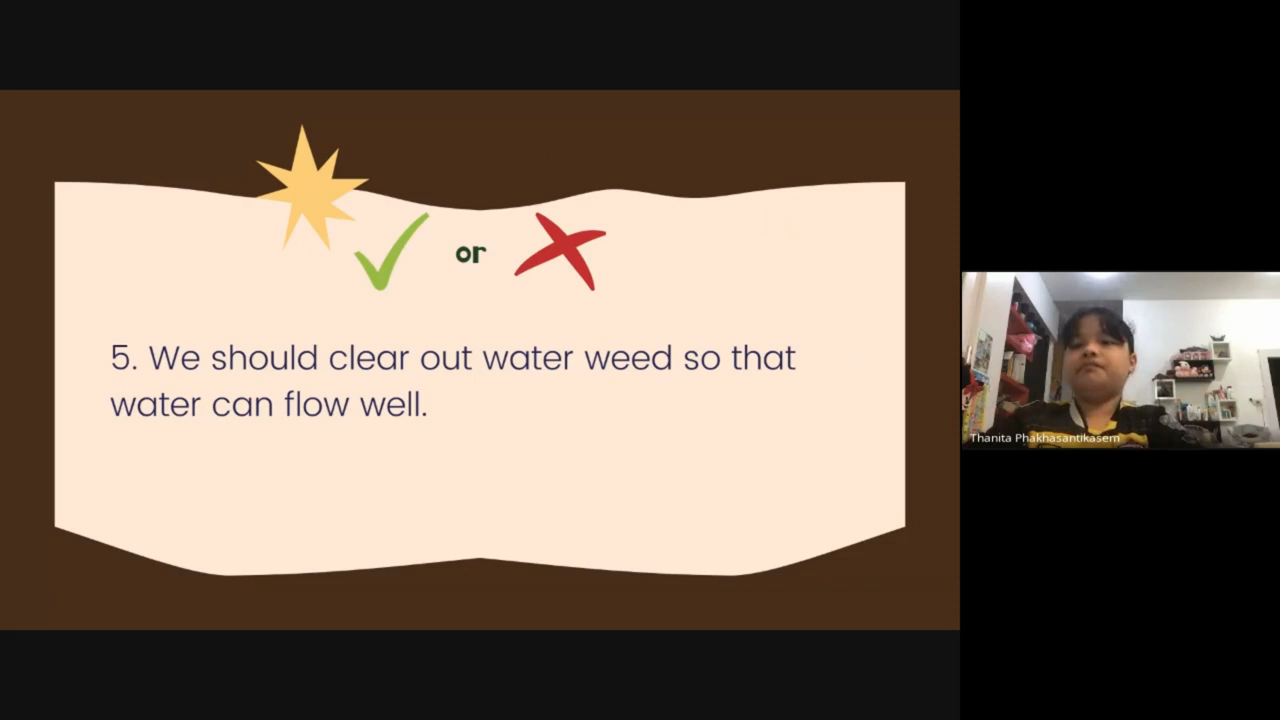 or
5. We should clear out water weed so that
water can flow well.
Thanita Phakhasantikasem